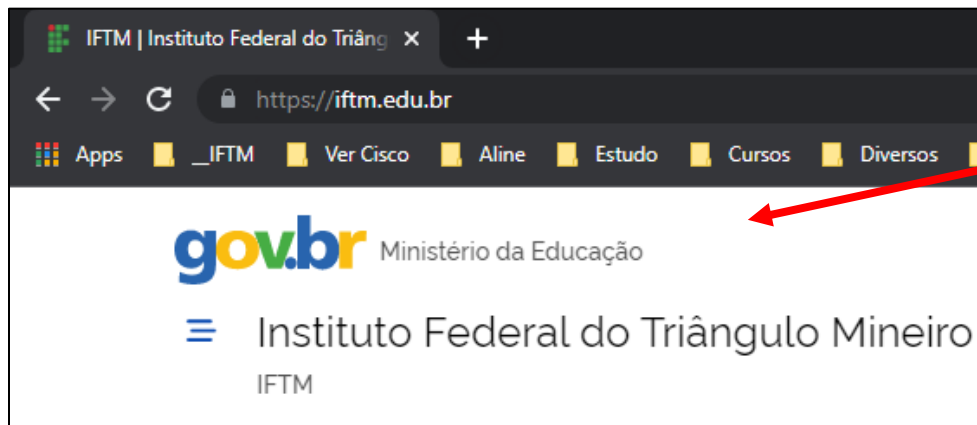 IFTM | Instituto Federal do Triâng
https://iftm.edu.br
Apps __IFTM Ver Cisco Aline Estudo Cursos Diversos
gov.br Ministério da Educação
Instituto Federal do Triângulo Mineiro
IFTM